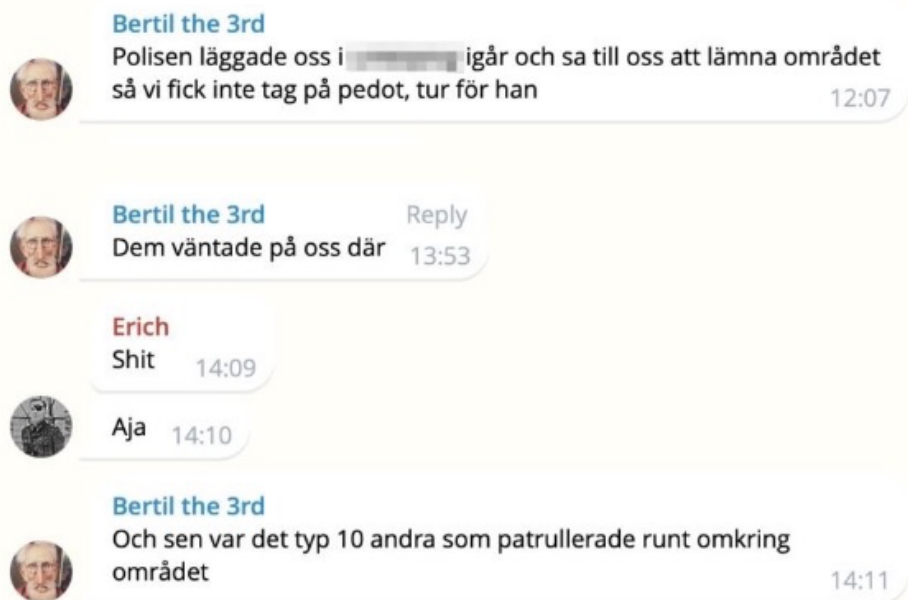 Bertil the 3rd
Polisen läggade oss i igår och sa till oss att lämna området
så vi fick inte tag på pedot, tur för han
12:07
Bertil the 3rd Reply
Dem väntade på oss där 13:53
Erich
Shit 14:09
Aja 14:10
Bertil the 3rd
Och sen var det typ 10 andra som patrullerade runt omkring
området 14:11